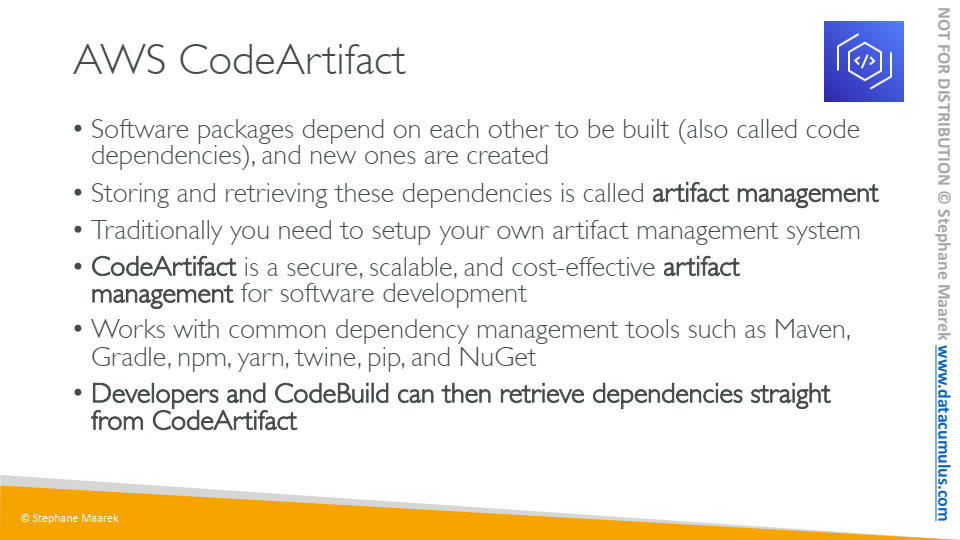 AWS CodeArtifact
• Software packages depend on each other to be built (also called code
dependencies), and new ones are created
• Storing and retrieving these dependencies is called artifact management
• Traditionally you need to setup your own artifact management system
• CodeArtifact is a secure, scalable, and cost-effective artifact
management for software development
• Works with common dependency management tools such as Maven,
Gradle, npm, yarn, twine, pip, and NuGet
• Developers and CodeBuild can then retrieve dependencies straight
from CodeArtifact
© Stephane Maarek
NOT FOR DISTRIBUTION © Stephane Maarek www.datacumulus.com